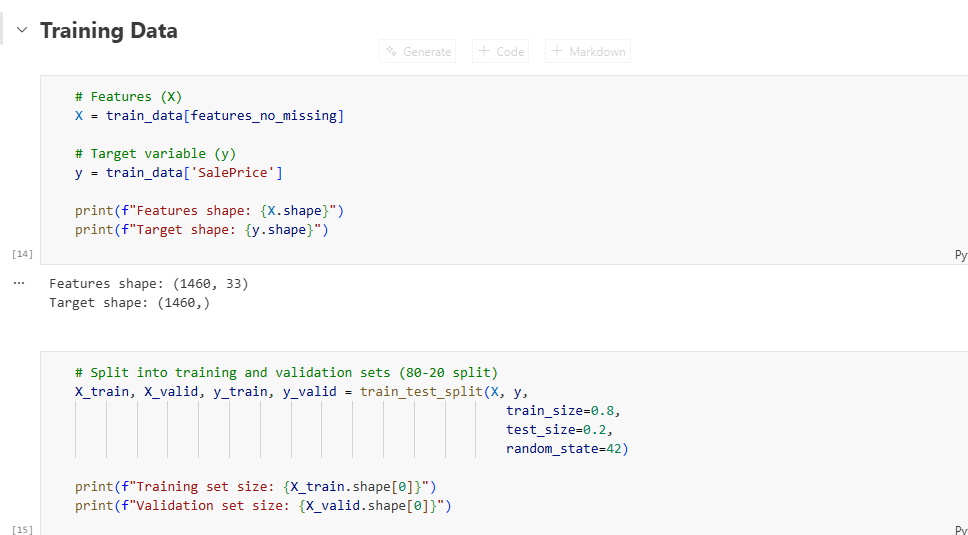 Training Data
Generate + Code + Markdown
# Features (X)
X = train_data[features_no_missing]
# Target variable (y)
y = train_data['SalePrice']
print(f"Features shape: {X.shape}")
print(f"Target shape: {y.shape}")
[14]
Py
Features shape: (1460, 33)
Target shape: (1460,)
# Split into training and validation sets (80-20 split)
X_train, X_valid, y_train, y_valid = train_test_split(X, y,
train_size=0.8,
test_size=0.2,
random_state=42)
print(f"Training set size: {X_train.shape[0]}")
print(f"Validation set size: {X_valid.shape[0]}")
[15]
Py